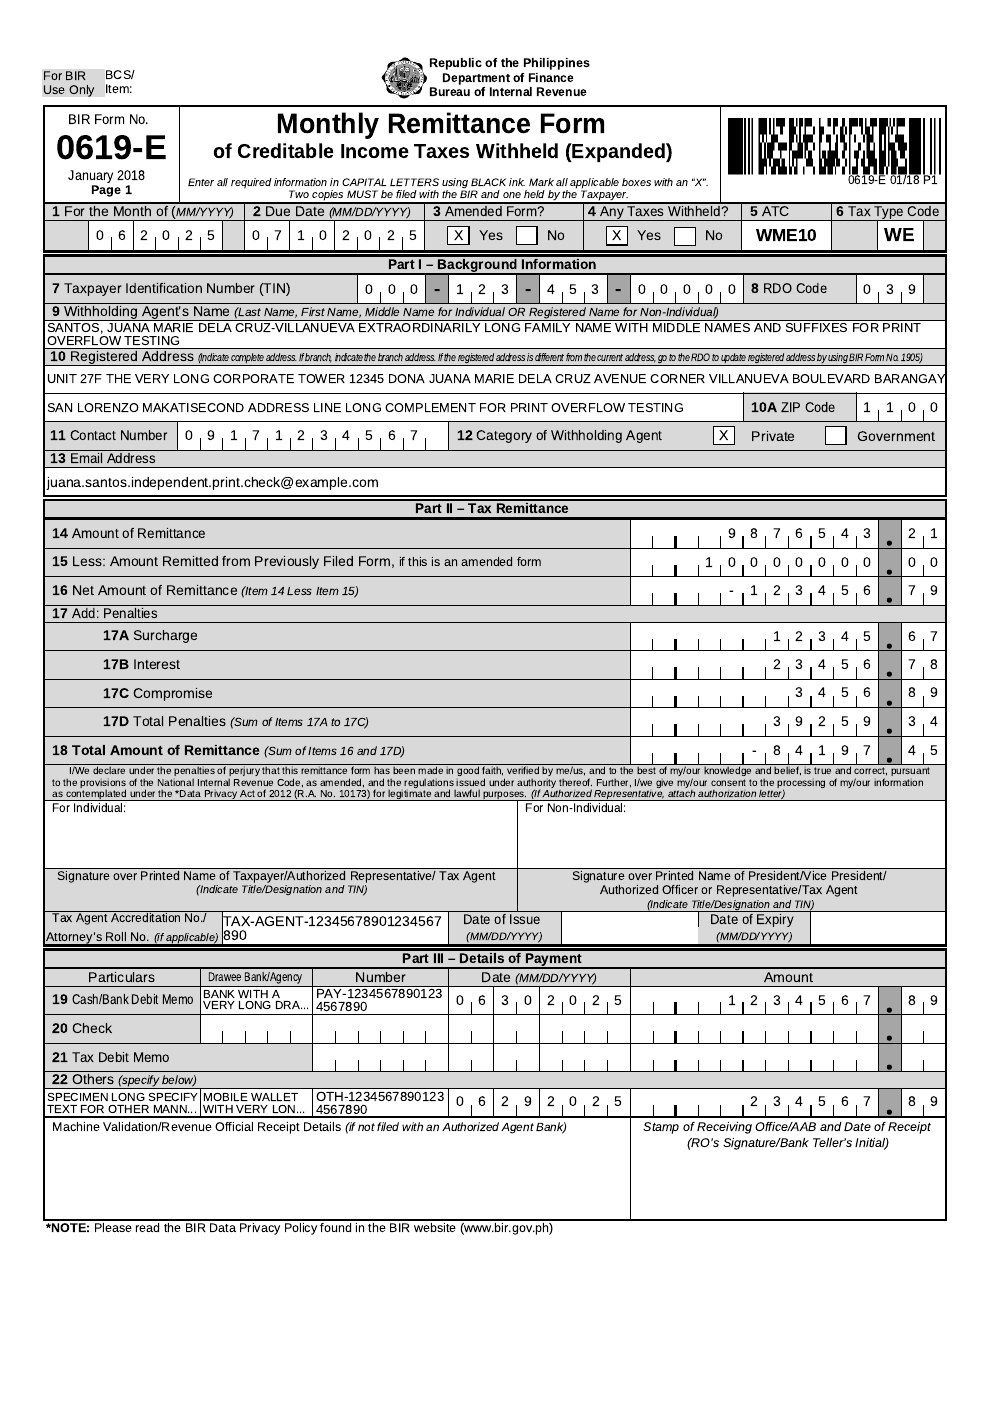 Republic of the Philippines
For BIR Use Only BCS/ Item:
Department of Finance
Bureau of Internal Revenue
BIR Form No.
0619-E
January 2018
Page 1
Monthly Remittance Form
of Creditable Income Taxes Withheld (Expanded)
Enter all required information in CAPITAL LETTERS using BLACK ink. Mark all applicable boxes with an “X”.
Two copies MUST be filed with the BIR and one held by the Taxpayer.
0619-E 01/18 P1
1 For the Month of (MM/YYYY) 2 Due Date (MM/DD/YYYY) 3 Amended Form? 4 Any Taxes Withheld? 5 ATC 6 Tax Type Code
0 6 2 0 2 5 0 7 1 0 2 0 2 5 X Yes No X Yes No WME10 WE
Part I – Background Information
7 Taxpayer Identification Number (TIN) 0 0 0 - 1 2 3 - 4 5 3 - 0 0 0 0 0 8 RDO Code 0 3 9
9 Withholding Agent's Name (Last Name, First Name, Middle Name for Individual OR Registered Name for Non-Individual)
SANTOS, JUANA MARIE DELA CRUZ-VILLANUEVA EXTRAORDINARILY LONG FAMILY NAME WITH MIDDLE NAMES AND SUFFIXES FOR PRINT
OVERFLOW TESTING
10 Registered Address (Indicate complete address. If branch, indicate the branch address. If the registered address is different from the current address, go to the RDO to update registered address by using BIR Form No. 1905)
UNIT 27F THE VERY LONG CORPORATE TOWER 12345 DONA JUANA MARIE DELA CRUZ AVENUE CORNER VILLANUEVA BOULEVARD BARANGAY
SAN LORENZO MAKATISECOND ADDRESS LINE LONG COMPLEMENT FOR PRINT OVERFLOW TESTING 10A ZIP Code 1 1 0 0
11 Contact Number 0 9 1 7 1 2 3 4 5 6 7 12 Category of Withholding Agent X Private Government
13 Email Address
juana.santos.independent.print.check@example.com
Part II – Tax Remittance
14 Amount of Remittance 9 8 7 6 5 4 3 . 2 1
15 Less: Amount Remitted from Previously Filed Form, if this is an amended form 1 0 0 0 0 0 0 0 . 0 0
16 Net Amount of Remittance (Item 14 Less Item 15) - 1 2 3 4 5 6 . 7 9
17 Add: Penalties
17A Surcharge 1 2 3 4 5 . 6 7
17B Interest 2 3 4 5 6 . 7 8
17C Compromise 3 4 5 6 . 8 9
17D Total Penalties (Sum of Items 17A to 17C) 3 9 2 5 9 . 3 4
18 Total Amount of Remittance (Sum of Items 16 and 17D) - 8 4 1 9 7 . 4 5
I/We declare under the penalties of perjury that this remittance form has been made in good faith, verified by me/us, and to the best of my/our knowledge and belief, is true and correct, pursuant
to the provisions of the National Internal Revenue Code, as amended, and the regulations issued under authority thereof. Further, I/we give my/our consent to the processing of my/our information
as contemplated under the *Data Privacy Act of 2012 (R.A. No. 10173) for legitimate and lawful purposes. (If Authorized Representative, attach authorization letter)
For Individual: For Non-Individual:
Signature over Printed Name of Taxpayer/Authorized Representative/ Tax Agent
(Indicate Title/Designation and TIN)
Signature over Printed Name of President/Vice President/
Authorized Officer or Representative/Tax Agent
(Indicate Title/Designation and TIN)
Tax Agent Accreditation No./
Attorney's Roll No. (if applicable)
TAX-AGENT-12345678901234567
890
Date of Issue
(MM/DD/YYYY)
Date of Expiry
(MM/DD/YYYY)
Part III – Details of Payment
Particulars Drawee Bank/Agency Number Date (MM/DD/YYYY) Amount
19 Cash/Bank Debit Memo
BANK WITH A
VERY LONG DRA...
PAY-1234567890123
4567890
0 6 3 0 2 0 2 5 1 2 3 4 5 6 7 . 8 9
20 Check .
21 Tax Debit Memo .
22 Others (specify below)
SPECIMEN LONG SPECIFY
TEXT FOR OTHER MANN...
MOBILE WALLET
WITH VERY LON...
OTH-1234567890123
4567890
0 6 2 9 2 0 2 5 2 3 4 5 6 7 . 8 9
Machine Validation/Revenue Official Receipt Details (if not filed with an Authorized Agent Bank)
Stamp of Receiving Office/AAB and Date of Receipt
(RO's Signature/Bank Teller's Initial)
*NOTE: Please read the BIR Data Privacy Policy found in the BIR website (www.bir.gov.ph)